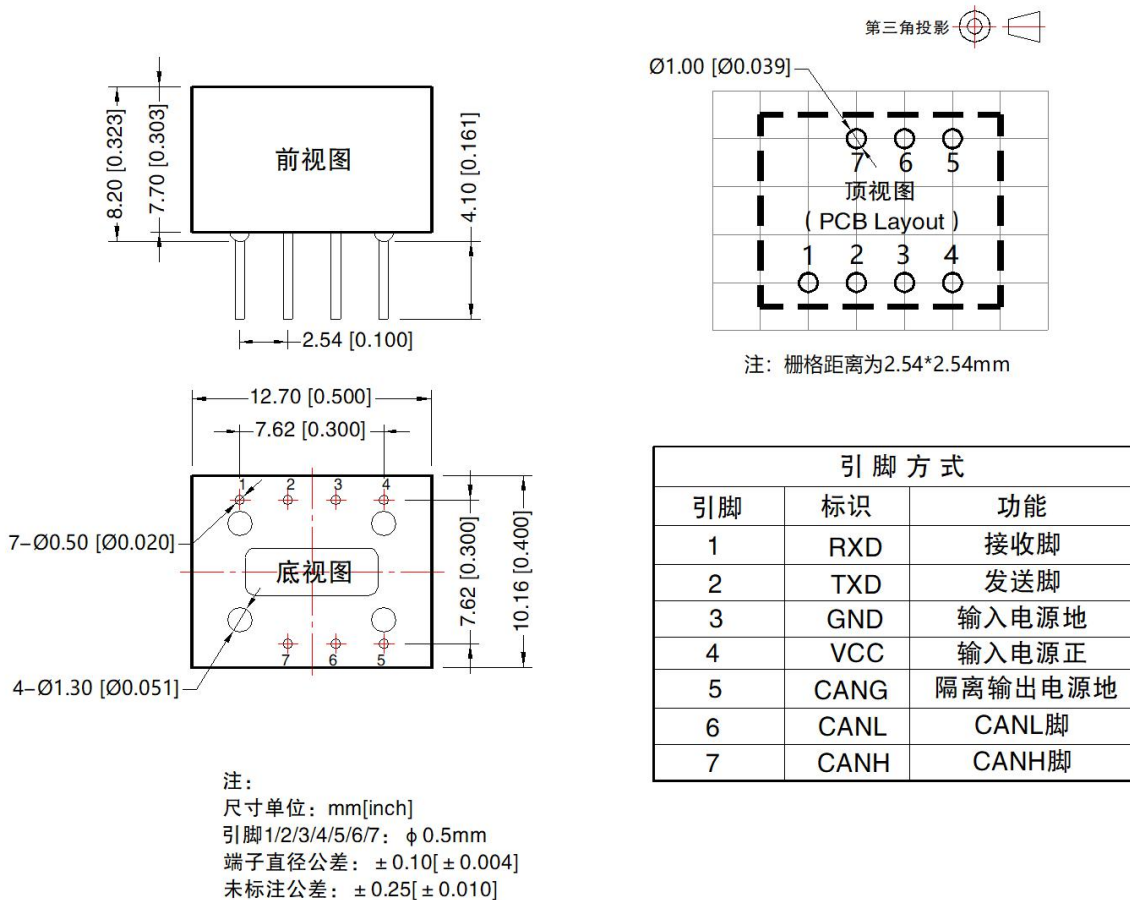 第三角投影
8.20 [0.323]
7.70 [0.303]
前视图
4.10 [0.161]
2.54 [0.100]
Ø1.00 [Ø0.039]
7 6 5
顶视图
( PCB Layout )
1 2 3 4
注：栅格距离为2.54*2.54mm
12.70 [0.500]
7.62 [0.300]
1 2 3 4
7-Ø0.50 [Ø0.020]
底视图
7.62 [0.300]
10.16 [0.400]
7 6 5
4-Ø1.30 [Ø0.051]
引脚方式
引脚 标识 功能
1 RXD 接收脚
2 TXD 发送脚
3 GND 输入电源地
4 VCC 输入电源正
5 CANG 隔离输出电源地
6 CANL CANL脚
7 CANH CANH脚
注：
尺寸单位：mm[inch]
引脚1/2/3/4/5/6/7：ϕ0.5mm
端子直径公差：±0.10[±0.004]
未标注公差：±0.25[±0.010]